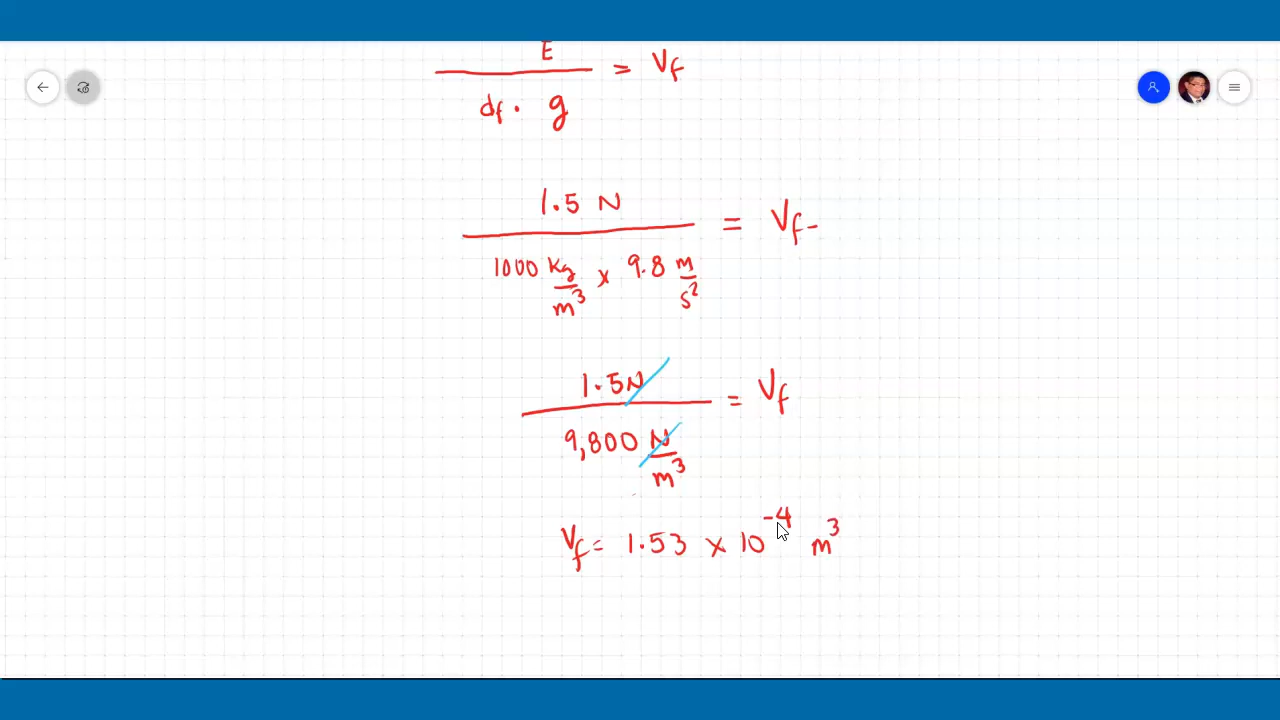 E
= Vf
df · g
1.5 N
= Vf -
1000 kg/m³ x 9.8 m/s²
1.5N
= Vf
9,800 N/m³
Vf = 1.53 x 10⁻⁴ m³